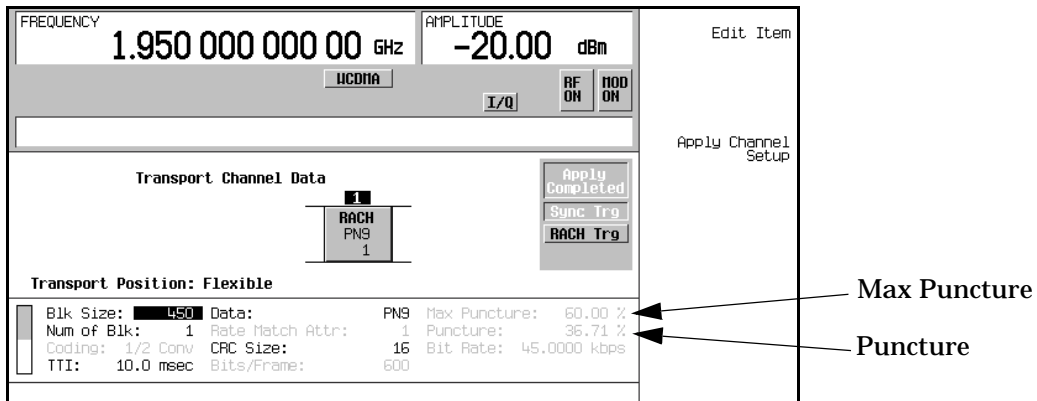 FREQUENCY
1.950 000 000 00 GHz
AMPLITUDE
-20.00 dBm
Edit Item
WCDMA
I/Q
RF ON
MOD ON
Apply Channel
Setup
Transport Channel Data
Apply
Completed
1
RACH
PN9
1
Sync Trg
RACH Trg
Transport Position: Flexible
Blk Size: 450 Data: PN9 Max Puncture: 60.00 %
Num of Blk: 1 Rate Match Attr: 1 Puncture: 36.71 %
Coding: 1/2 Conv CRC Size: 16 Bit Rate: 45.0000 kbps
TTI: 10.0 msec Bits/Frame: 600
Max Puncture
Puncture